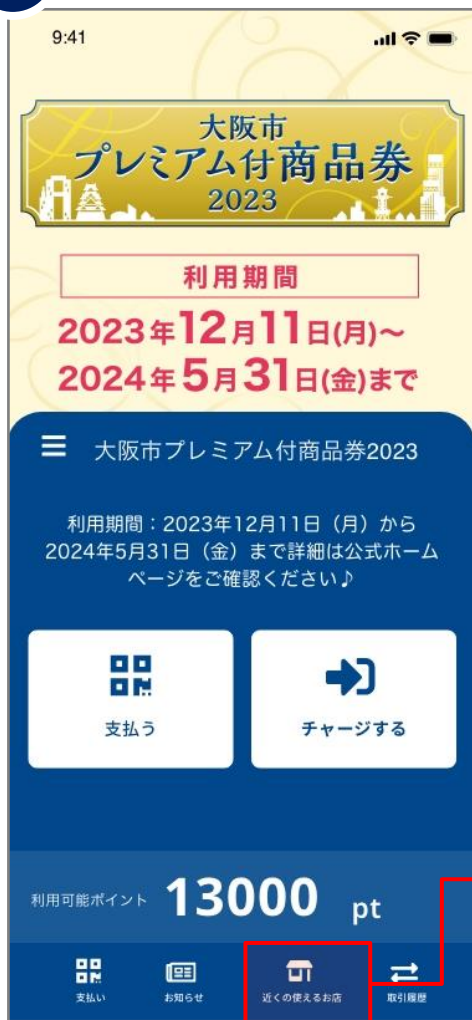 9:41
大阪市
プレミアム付商品券
2023
利用期間
2023年12月11日(月)～
2024年5月31日(金)まで
大阪市プレミアム付商品券2023
利用期間：2023年12月11日（月）から
2024年5月31日（金）まで詳細は公式ホーム
ページをご確認ください♪
支払う
チャージする
利用可能ポイント 13000 pt
支払い
お知らせ
近くの使えるお店
取引履歴